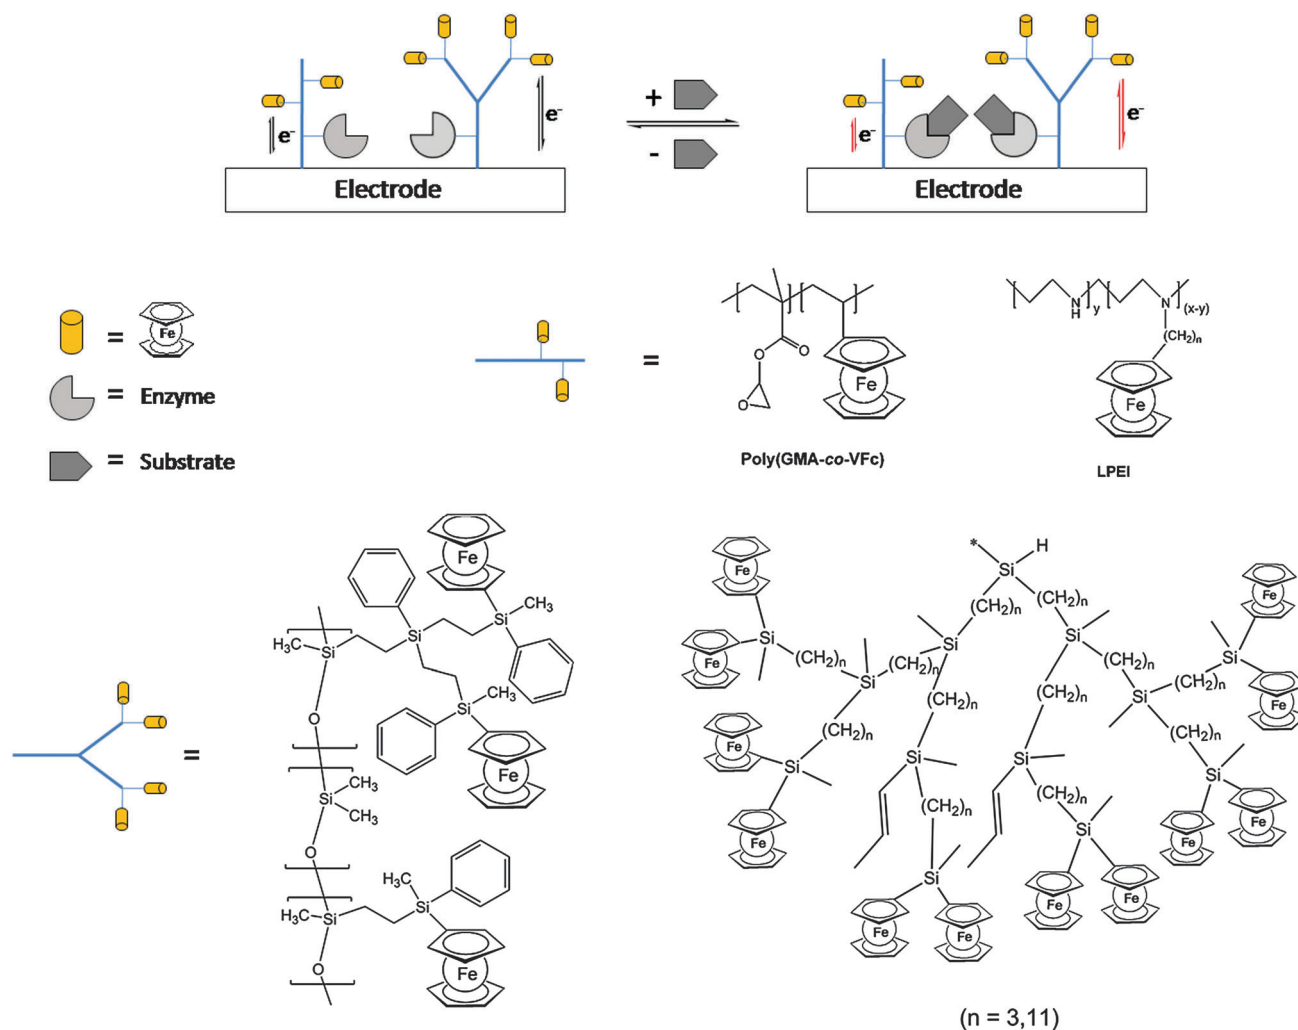 e⁻
e⁻
+
-
e⁻
e⁻
Electrode
Electrode
= Fe
= Enzyme
= Substrate
=
O
O
O
Fe
Poly(GMA-co-VFc)
N
H
y
N
(x-y)
(CH₂)ₙ
Fe
LPEI
=
Fe
CH₃
Si
Si
H₃C
Si
CH₃
Si
O
Fe
CH₃
Si
CH₃
O
CH₃
Si
H₃C
Si
O
Fe
*
H
Si
(CH₂)ₙ
(CH₂)ₙ
Fe
Fe
Si
Si
Si
Fe
Si
(CH₂)ₙ
(CH₂)ₙ
(CH₂)ₙ
(CH₂)ₙ
Fe
Si
Si
Fe
(CH₂)ₙ
(CH₂)ₙ
(CH₂)ₙ
(CH₂)ₙ
Fe
Si
Si
Si
Si
Fe
(CH₂)ₙ
(CH₂)ₙ
Fe
Fe
Si
Si
Fe
Fe
Fe
Fe
Fe
(n = 3,11)